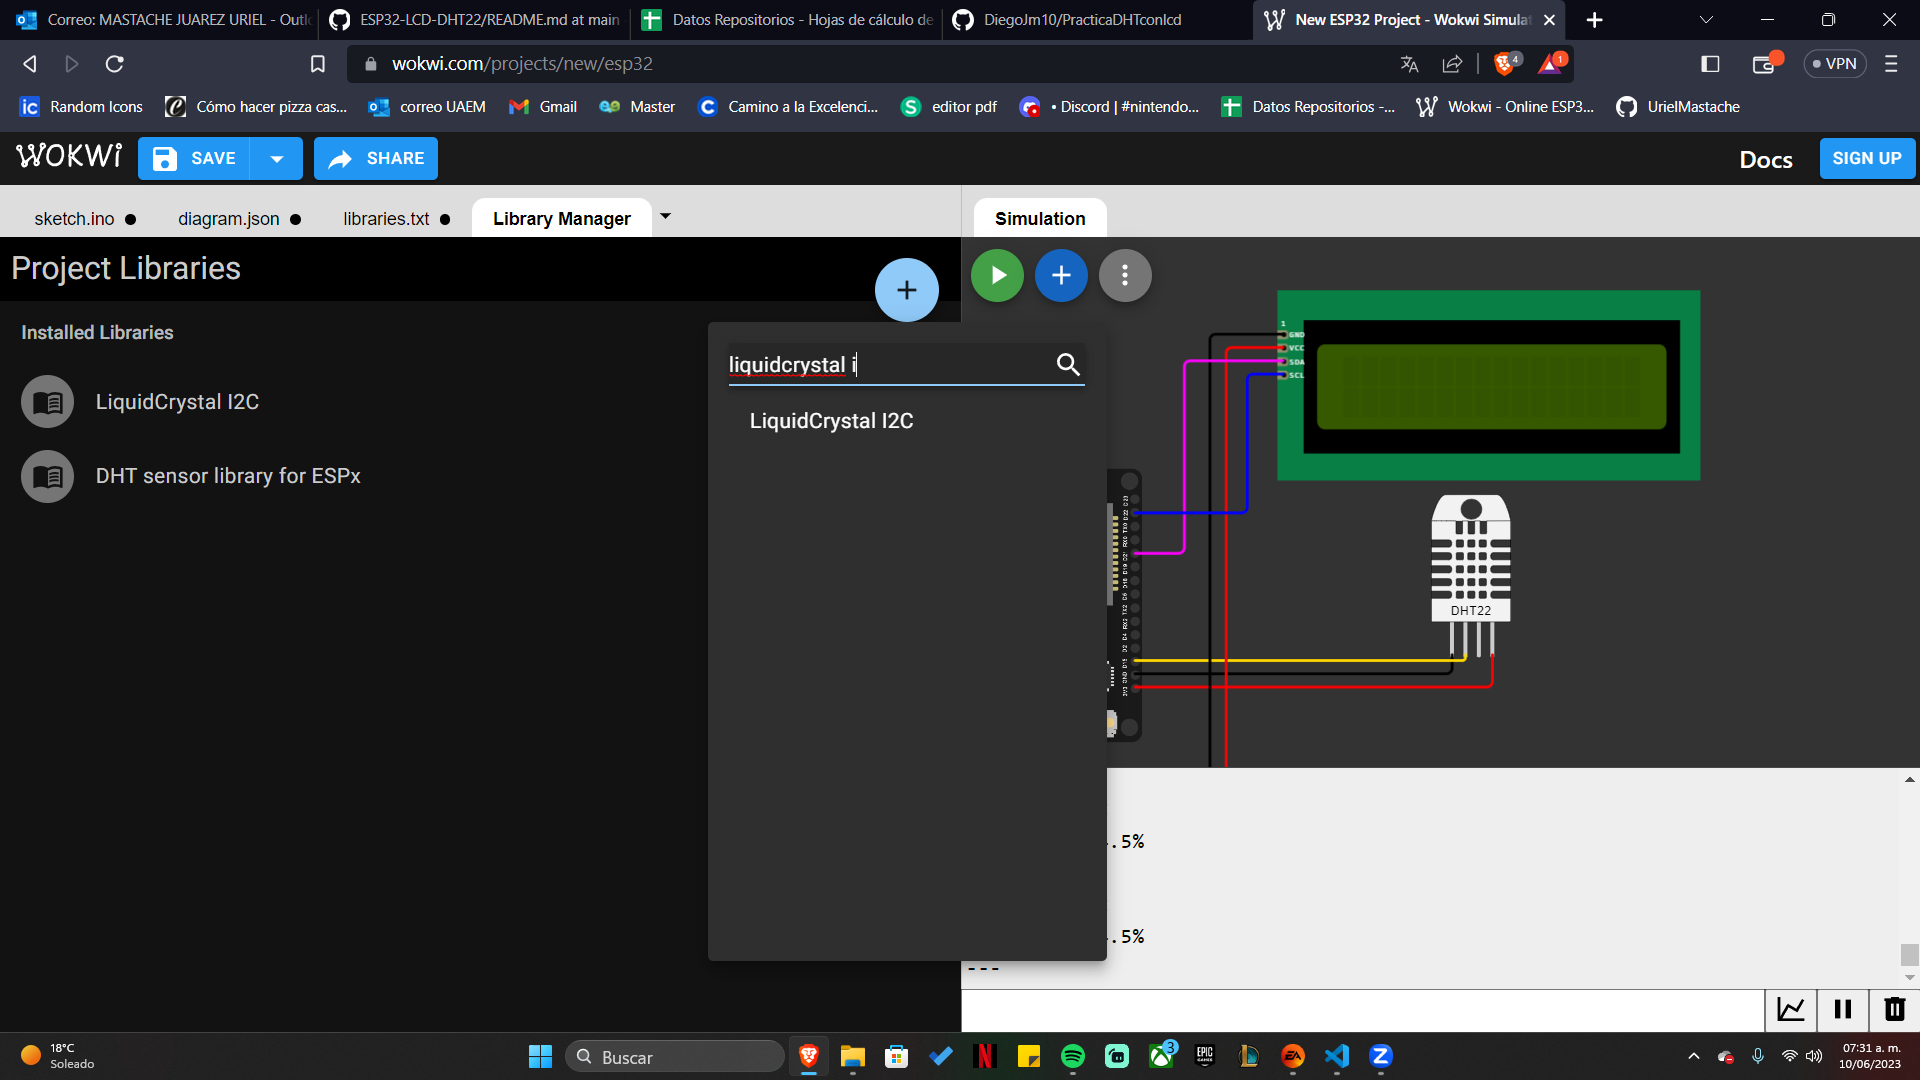 Correo: MASTACHE JUAREZ URIEL - Outl
ESP32-LCD-DHT22/README.md at main
Datos Repositorios - Hojas de cálculo de
DiegoJm10/PracticaDHTconlcd
New ESP32 Project - Wokwi Simula
wokwi.com/projects/new/esp32
4
1
VPN
Random Icons
Cómo hacer pizza cas...
correo UAEM
Gmail
Master
Camino a la Excelenci...
editor pdf
• Discord | #nintendo...
Datos Repositorios -...
Wokwi - Online ESP3...
UrielMastache
WOKWI
SAVE
SHARE
Docs
SIGN UP
sketch.ino
diagram.json
libraries.txt
Library Manager
Simulation
Project Libraries
Installed Libraries
LiquidCrystal I2C
DHT sensor library for ESPx
liquidcrystal i
LiquidCrystal I2C
1
GND
VCC
SDA
SCL
DHT22
.5%
.5%
---
18°C
Soleado
Buscar
3
07:31 a. m.
10/06/2023